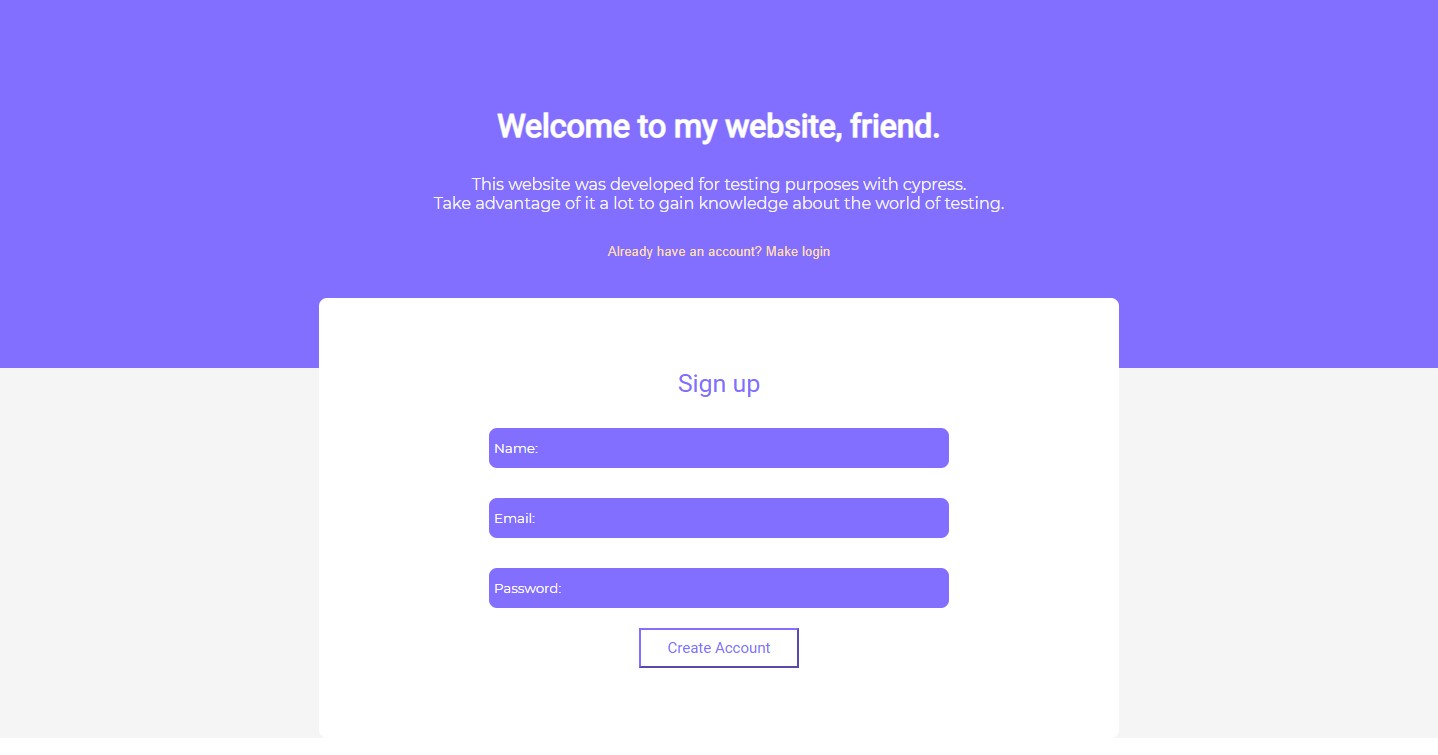 Welcome to my website, friend.
This website was developed for testing purposes with cypress.
Take advantage of it a lot to gain knowledge about the world of testing.
Already have an account? Make login
Sign up
Name:
Email:
Password:
Create Account